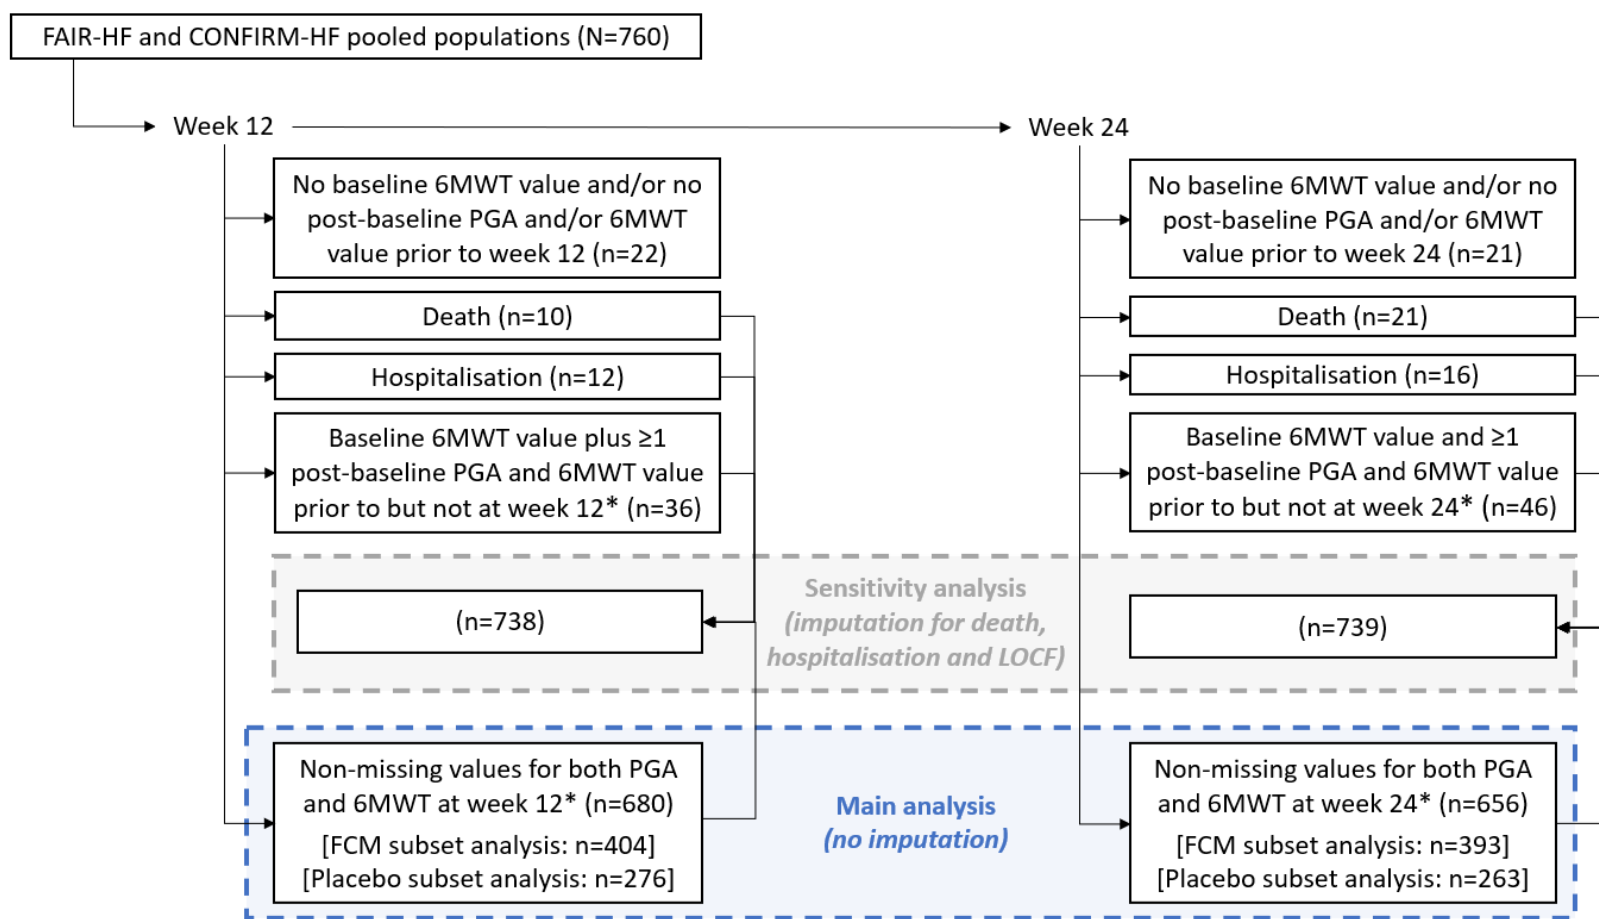 FAIR-HF and CONFIRM-HF pooled populations (N=760)
Week 12
Week 24
No baseline 6MWT value and/or no
post-baseline PGA and/or 6MWT
value prior to week 12 (n=22)
Death (n=10)
Hospitalisation (n=12)
Baseline 6MWT value plus ≥1
post-baseline PGA and 6MWT value
prior to but not at week 12* (n=36)
No baseline 6MWT value and/or no
post-baseline PGA and/or 6MWT
value prior to week 24 (n=21)
Death (n=21)
Hospitalisation (n=16)
Baseline 6MWT value and ≥1
post-baseline PGA and 6MWT value
prior to but not at week 24* (n=46)
(n=738)
Sensitivity analysis
(imputation for death,
hospitalisation and LOCF)
(n=739)
Non-missing values for both PGA
and 6MWT at week 12* (n=680)
[FCM subset analysis: n=404]
[Placebo subset analysis: n=276]
Main analysis
(no imputation)
Non-missing values for both PGA
and 6MWT at week 24* (n=656)
[FCM subset analysis: n=393]
[Placebo subset analysis: n=263]